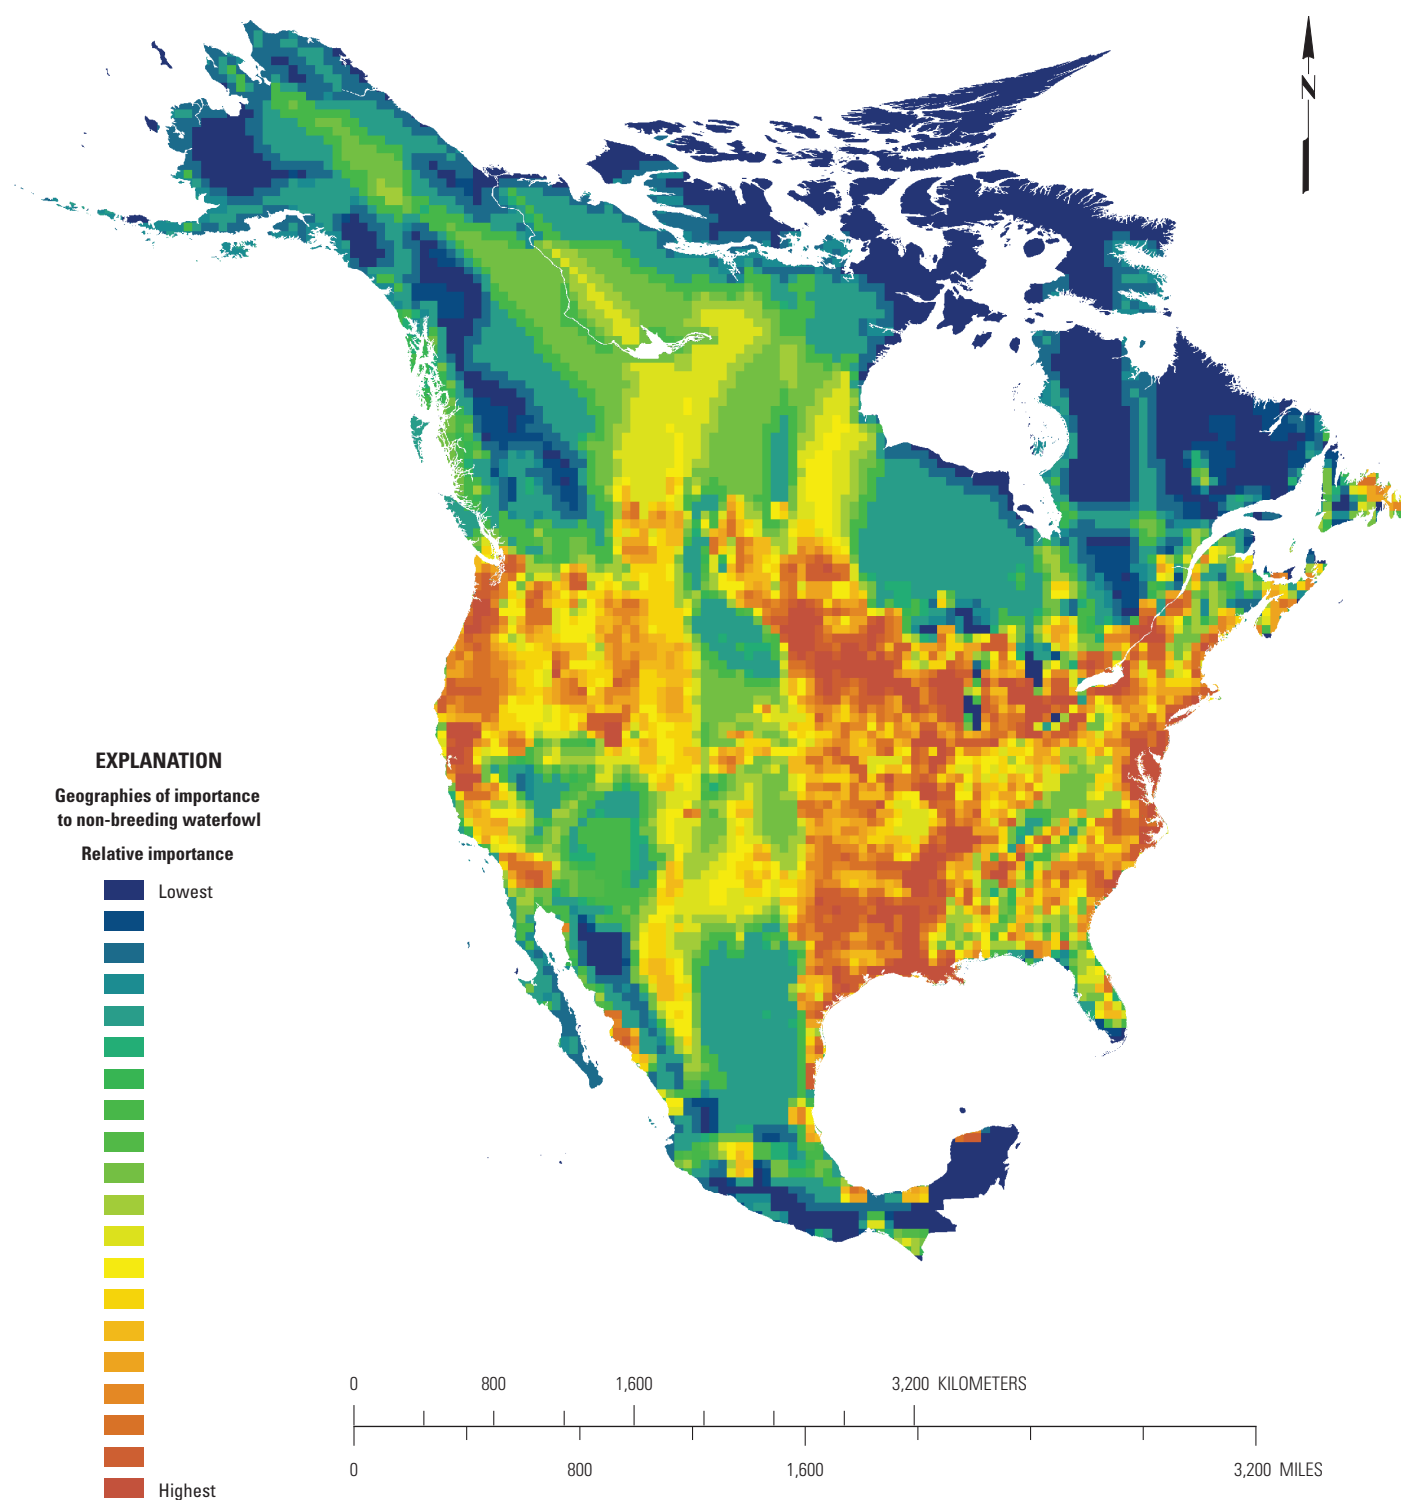 N
EXPLANATION
Geographies of importance
to non-breeding waterfowl
Relative importance
Lowest
Highest
0 800 1,600 3,200 KILOMETERS
0 800 1,600 3,200 MILES